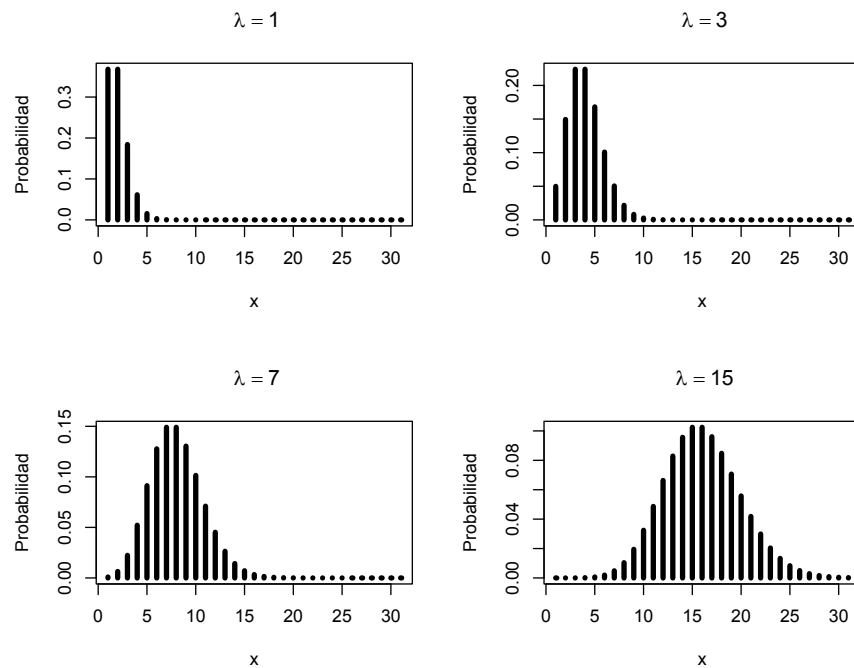 λ = 1
Probabilidad
0.0 0.1 0.2 0.3
0 5 10 15 20 25 30
x
λ = 3
Probabilidad
0.00 0.10 0.20
0 5 10 15 20 25 30
x
λ = 7
Probabilidad
0.00 0.05 0.10 0.15
0 5 10 15 20 25 30
x
λ = 15
Probabilidad
0.00 0.04 0.08
0 5 10 15 20 25 30
x